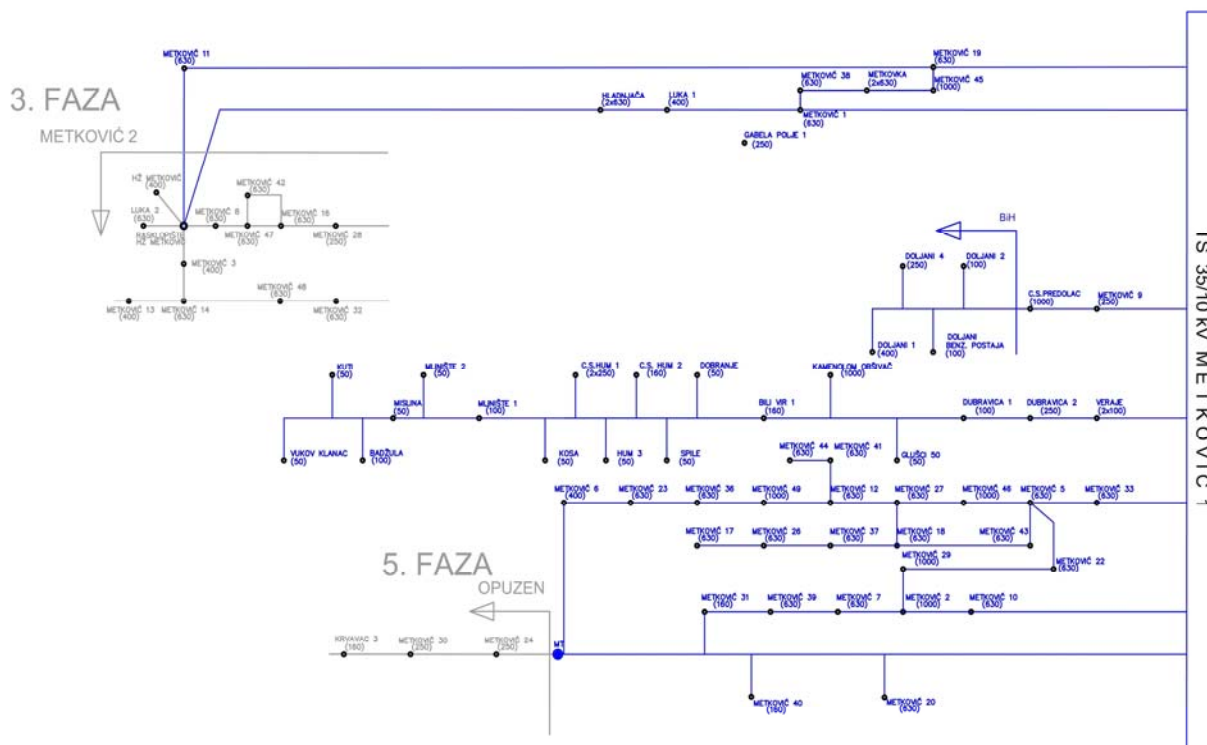 METKOVIĆ 11
(630)
METKOVIĆ 19
(630)
3. FAZA
METKOVIĆ 2
HLADNJAČA
(2x630)
LUKA 1
(400)
METKOVIĆ 38
(630)
METKOVKA
(2x630)
METKOVIĆ 45
(1000)
METKOVIĆ 1
(630)
GABELA POLJE 1
(250)
HŽ METKOVIĆ
(400)
METKOVIĆ 42
(630)
LUKA 2
(630)
RASKLOPIŠTE
HŽ METKOVIĆ
METKOVIĆ 8
(630)
METKOVIĆ 47
(630)
METKOVIĆ 16
(630)
METKOVIĆ 28
(250)
METKOVIĆ 3
(400)
METKOVIĆ 13
(400)
METKOVIĆ 14
(630)
METKOVIĆ 48
(630)
METKOVIĆ 32
(630)
BiH
DOLJANI 4
(250)
DOLJANI 2
(100)
C.S.PREDOLAC
(1000)
METKOVIĆ 9
(250)
DOLJANI 1
(400)
DOLJANI
BENZ. POSTAJA
(100)
TS 35/10 kV METKOVIĆ 1
KUTI
(50)
MLINIŠTE 2
(50)
C.S.HUM 1
(2x250)
C.S. HUM 2
(160)
DOBRANJE
(50)
KAMENOLOM OBŠIVAČ
(1000)
MISLINA
(50)
MLINIŠTE 1
(100)
BILI VIR 1
(160)
DUBRAVICA 1
(100)
DUBRAVICA 2
(250)
VERAJE
(2x100)
VUKOV KLANAC
(50)
BADŽULA
(100)
KOSA
(50)
HUM 3
(50)
SPILE
(50)
GLUŠCI 50
(50)
METKOVIĆ 44
(630)
METKOVIĆ 41
(630)
METKOVIĆ 6
(400)
METKOVIĆ 23
(630)
METKOVIĆ 36
(630)
METKOVIĆ 49
(1000)
METKOVIĆ 12
(630)
METKOVIĆ 27
(630)
METKOVIĆ 46
(1000)
METKOVIĆ 5
(630)
METKOVIĆ 33
(630)
METKOVIĆ 17
(630)
METKOVIĆ 26
(630)
METKOVIĆ 37
(630)
METKOVIĆ 18
(630)
METKOVIĆ 43
(630)
METKOVIĆ 29
(1000)
METKOVIĆ 22
(630)
5. FAZA
OPUZEN
METKOVIĆ 31
(160)
METKOVIĆ 39
(630)
METKOVIĆ 7
(630)
METKOVIĆ 2
(1000)
METKOVIĆ 10
(630)
KRVAVAC 3
(160)
METKOVIĆ 30
(250)
METKOVIĆ 24
(250)
MT
METKOVIĆ 40
(160)
METKOVIĆ 20
(630)